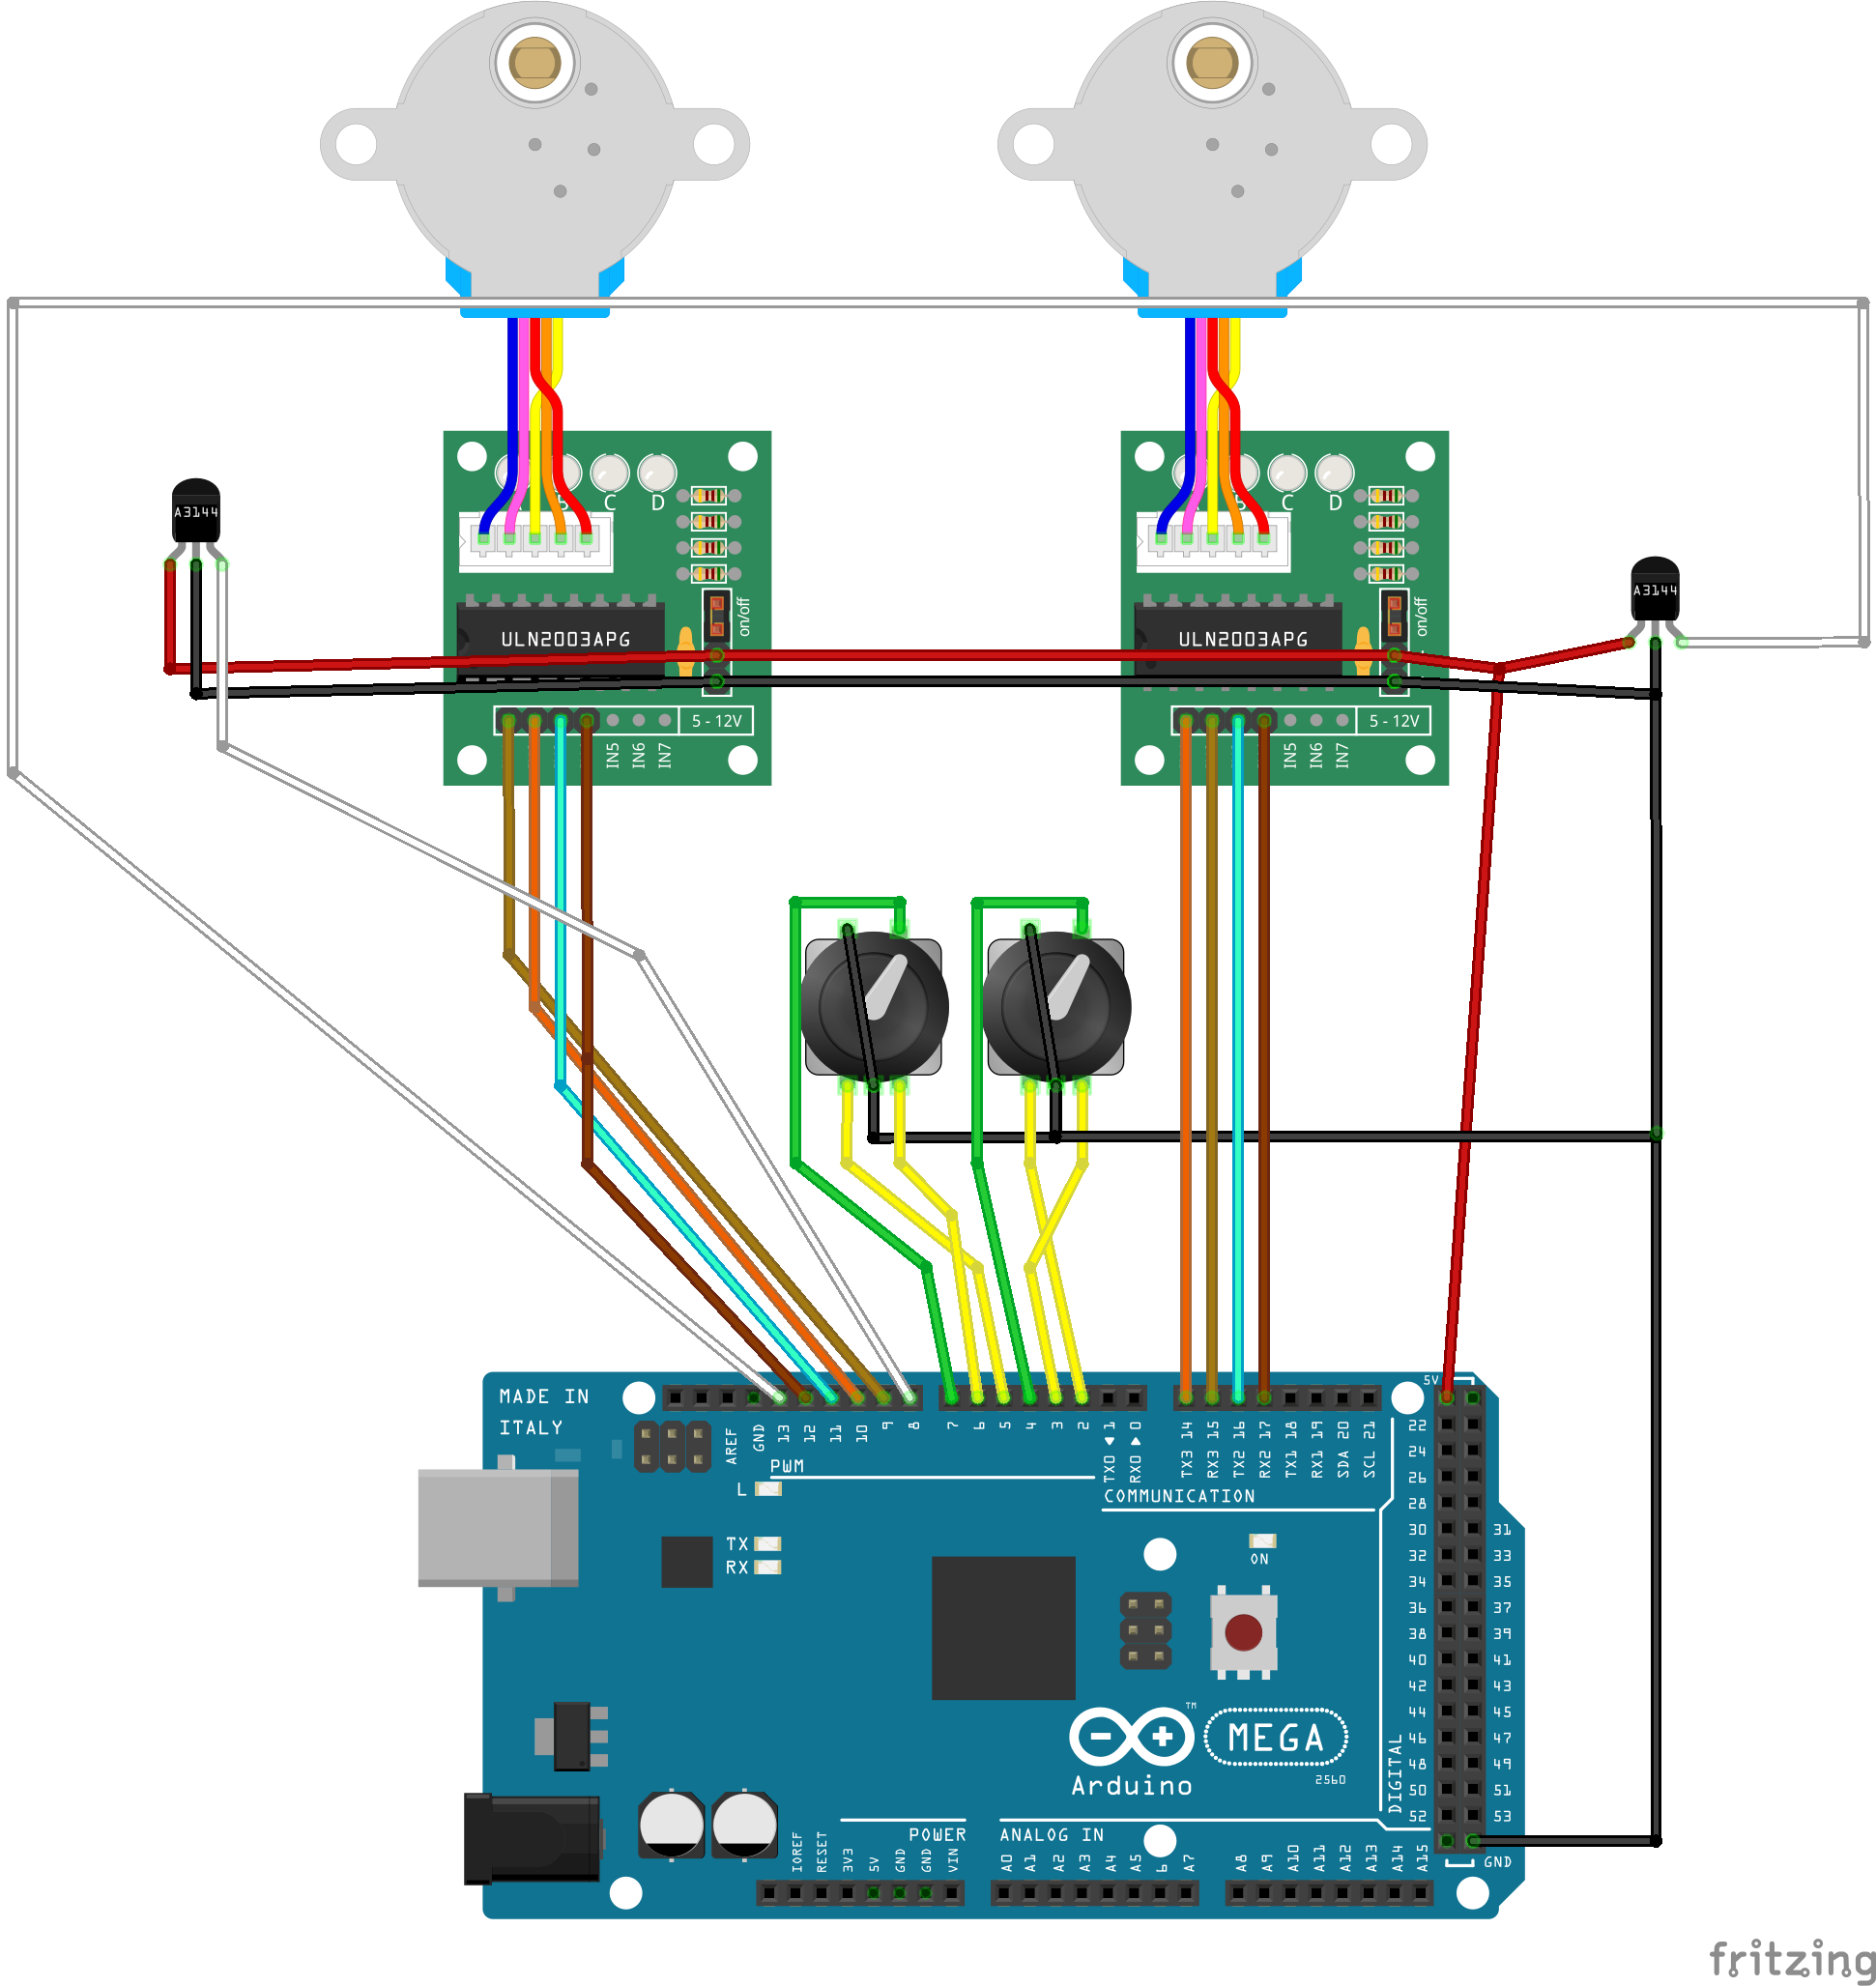 A3144
A3144
B C D
B C D
on/off
on/off
ULN2003APG
ULN2003APG
5 - 12V
5 - 12V
IN5
IN6
IN7
IN5
IN6
IN7
MADE IN
ITALY
AREF
GND
13
12
11
10
9
8
7
6
5
4
3
2
TX0 ◀ 1
RX0 ▶ 0
TX3 14
RX3 15
TX2 16
RX2 17
TX1 18
RX1 19
SDA 20
SCL 21
5V
22
24
26
28
30 31
32 33
34 35
36 37
38 39
40 41
42 43
44 45
46 47
48 49
50 51
52 53
GND
PWM
L
COMMUNICATION
TX
RX
ON
TM
MEGA
2560
Arduino
DIGITAL
POWER
ANALOG IN
IOREF
RESET
3V3
5V
GND
GND
VIN
A0
A1
A2
A3
A4
A5
6
A7
A8
A9
A10
A11
A12
A13
A14
A15
fritzing